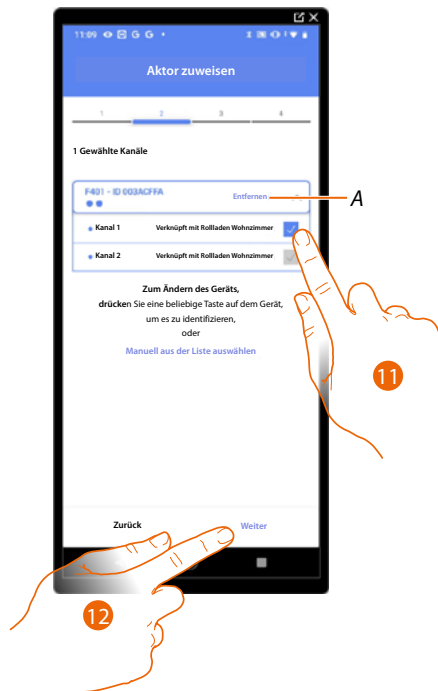 11:09 G G
Aktor zuweisen
1 2 3 4
1 Gewählte Kanäle
F401 - ID 003ACFFA
Entfernen
A
Kanal 1 Verknüpft mit Rollladen Wohnzimmer
Kanal 2 Verknüpft mit Rollladen Wohnzimmer
Zum Ändern des Geräts,
drücken Sie eine beliebige Taste auf dem Gerät,
um es zu identifizieren,
oder
Manuell aus der Liste auswählen
11
Zurück Weiter
12